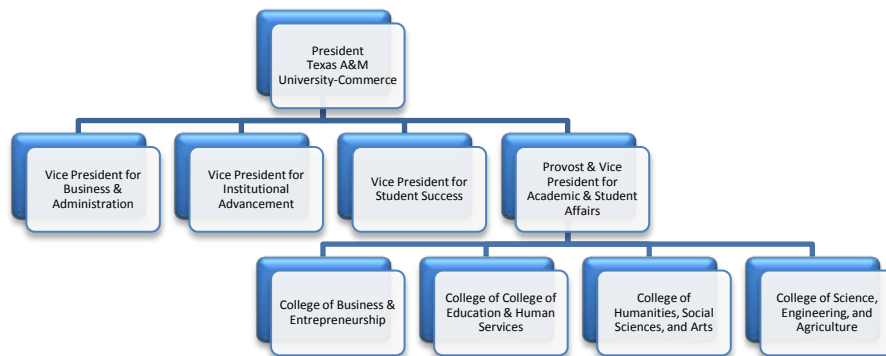 President
Texas A&M
University-Commerce
Vice President for
Business &
Administration
Vice President for
Institutional
Advancement
Vice President for
Student Success
Provost & Vice
President for
Academic & Student
Affairs
College of Business &
Entrepreneurship
College of College of
Education & Human
Services
College of
Humanities, Social
Sciences, and Arts
College of Science,
Engineering, and
Agriculture